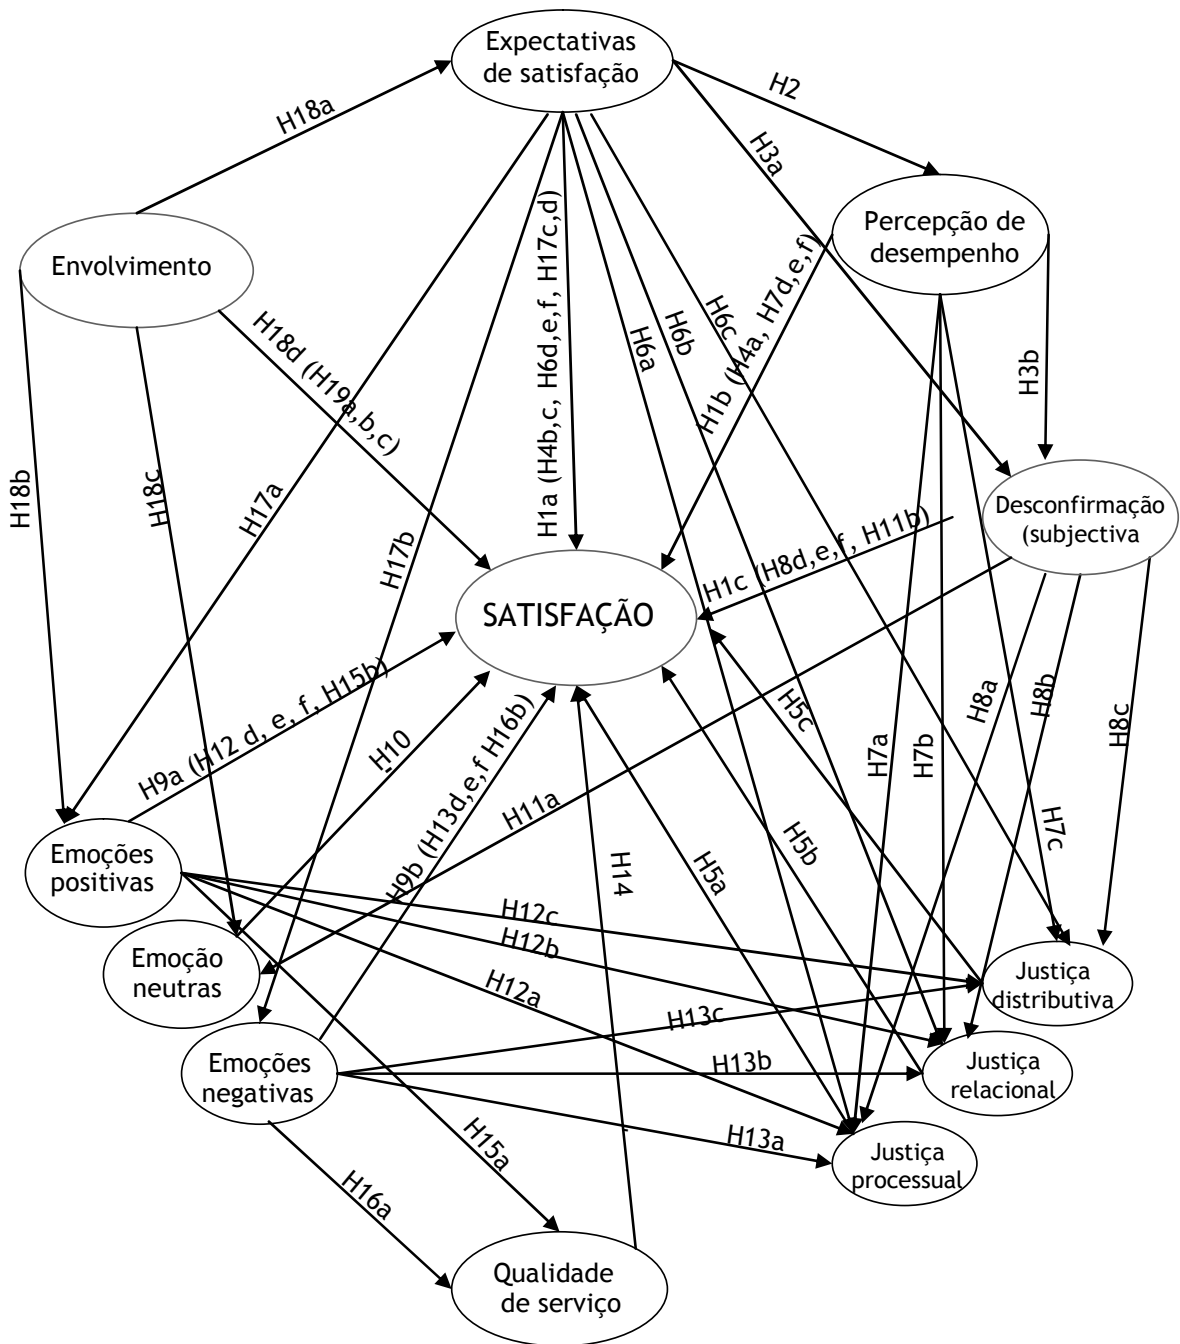 Expectativas
de satisfação
H18a
H2
H3a
Envolvimento
Percepção de
desempenho
H18d (H19a,b,c)
H1a (H4b,c, H6d,e,f, H17c,d)
H6a
H6b
H6c
H1b (H4a, H7d,e,f)
H3b
H18b
H18c
H17a
H17b
Desconfirmação
(subjectiva
H1c (H8d,e,f, H11b)
SATISFAÇÃO
H9a (H12 d, e, f, H15b)
H10
H9b (H13d,e,f H16b)
H11a
H5c
H7a
H7b
H8a
H8b
H8c
H7c
H14
H5a
H5b
Emoções
positivas
H12c
H12b
H12a
Emoção
neutras
Justiça
distributiva
H13c
H13b
H13a
Emoções
negativas
Justiça
relacional
Justiça
processual
H15a
H16a
Qualidade
de serviço